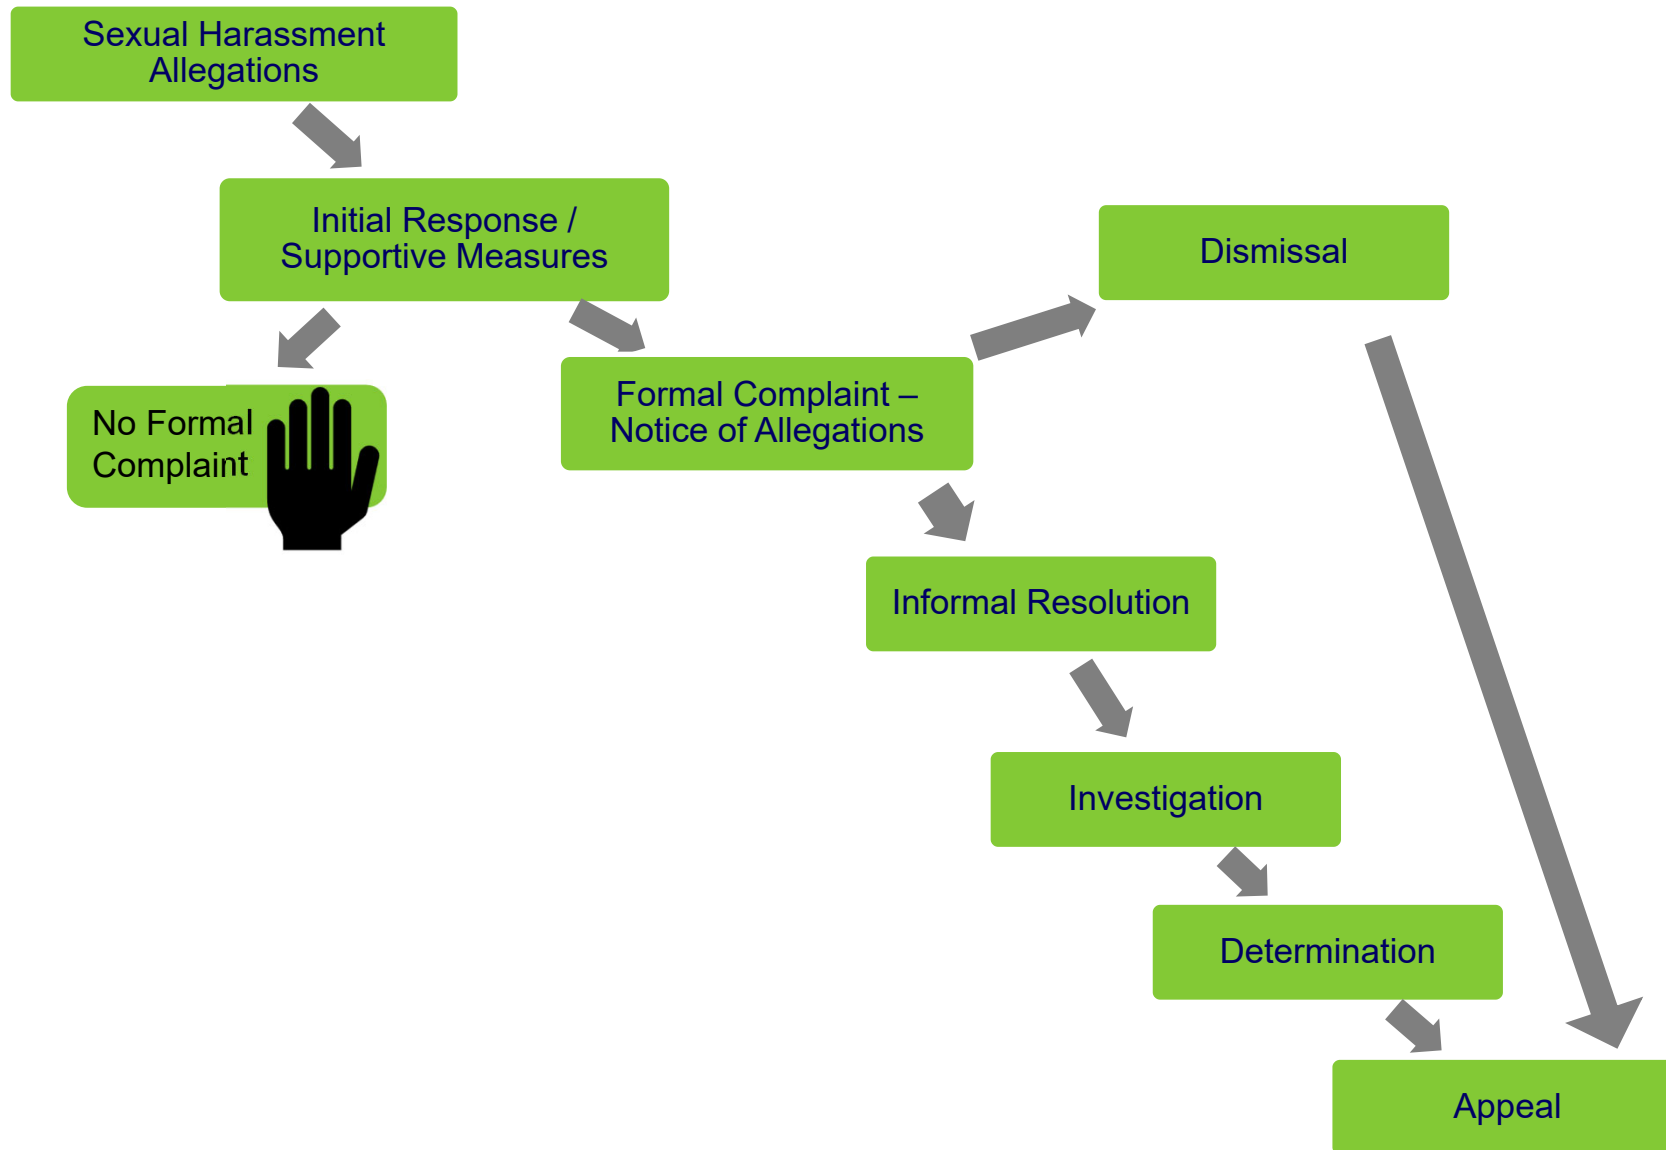 Sexual Harassment
Allegations
Initial Response /
Supportive Measures
Dismissal
Formal Complaint –
Notice of Allegations
No Formal
Complaint
Informal Resolution
Investigation
Determination
Appeal